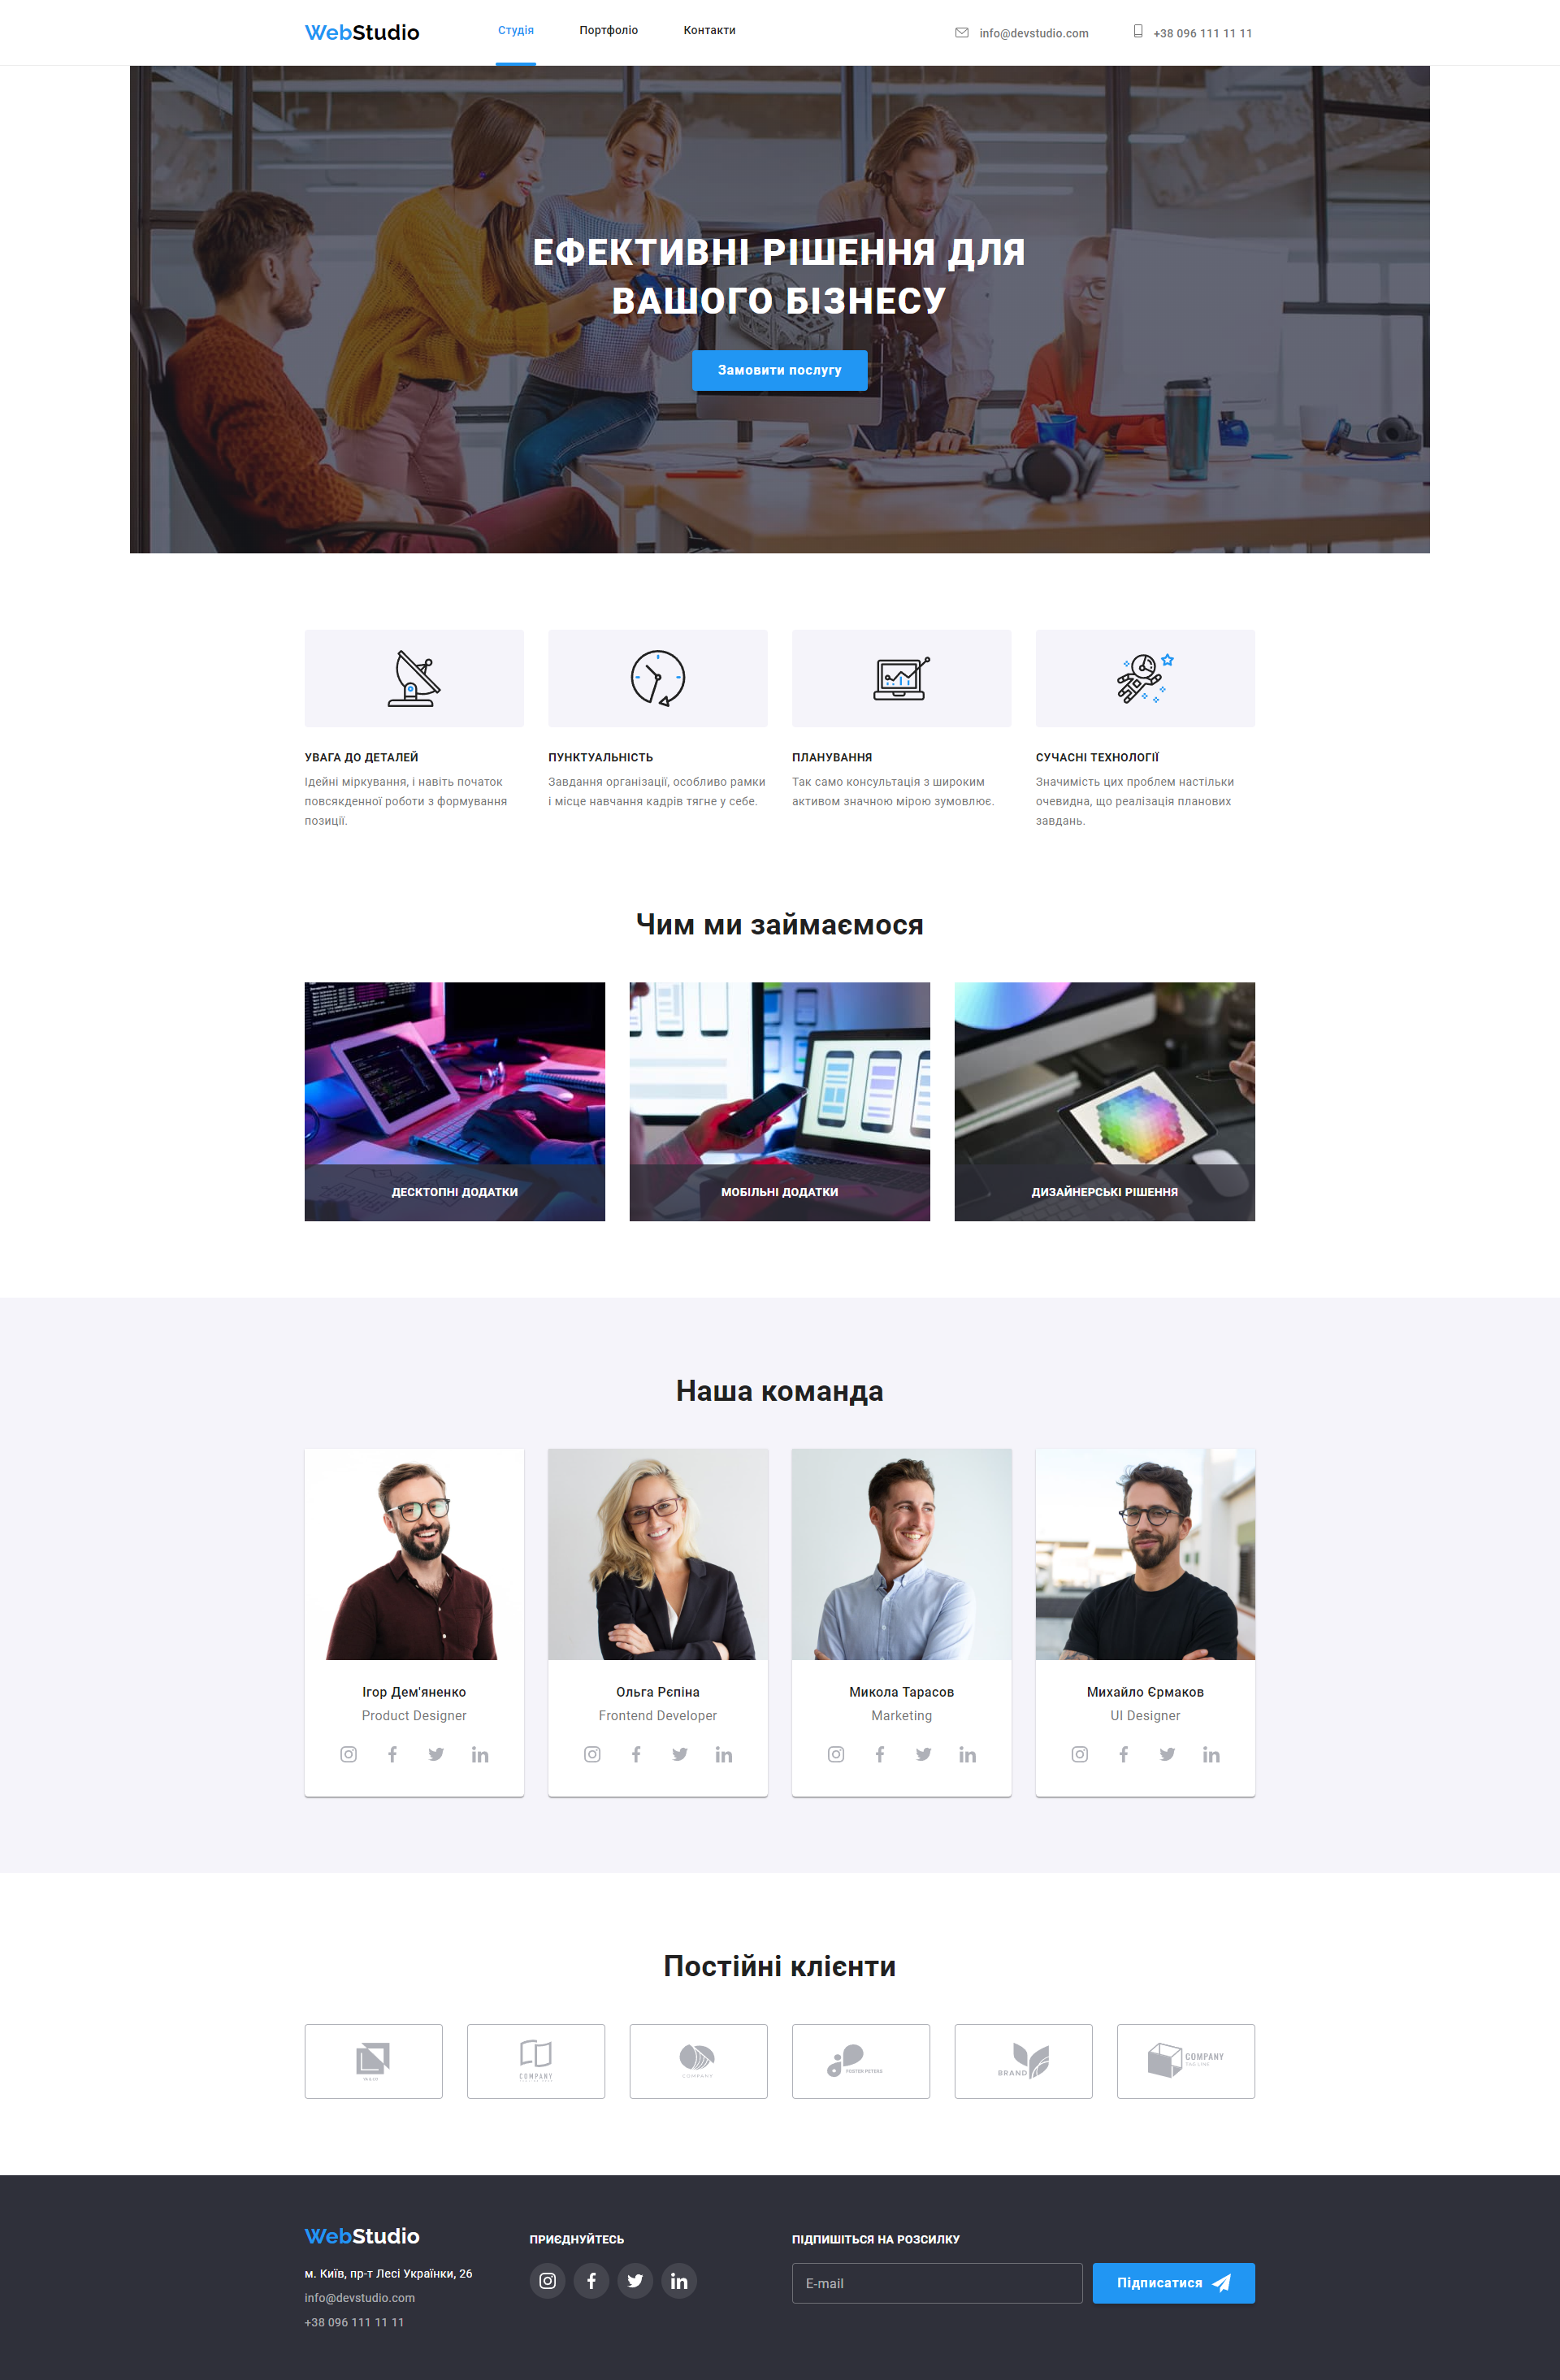 WebStudio
Студія
Портфоліо
Контакти
info@devstudio.com
+38 096 111 11 11
ЕФЕКТИВНІ РІШЕННЯ ДЛЯ
ВАШОГО БІЗНЕСУ
Замовити послугу
УВАГА ДО ДЕТАЛЕЙ
Ідейні міркування, і навіть початок
повсякденної роботи з формування
позиції.
ПУНКТУАЛЬНІСТЬ
Завдання організації, особливо рамки
і місце навчання кадрів тягне у себе.
ПЛАНУВАННЯ
Так само консультація з широким
активом значною мірою зумовлює.
СУЧАСНІ ТЕХНОЛОГІЇ
Значимість цих проблем настільки
очевидна, що реалізація планових
завдань.
Чим ми займаємося
ДЕСКТОПНІ ДОДАТКИ
МОБІЛЬНІ ДОДАТКИ
ДИЗАЙНЕРСЬКІ РІШЕННЯ
Наша команда
Ігор Дем'яненко
Product Designer
Ольга Рєпіна
Frontend Developer
Микола Тарасов
Marketing
Михайло Єрмаков
UI Designer
Постійні клієнти
COMPANY
COMPANY
FOSTER PETERS
BRAND
COMPANY
WebStudio
м. Київ, пр-т Лесі Українки, 26
info@devstudio.com
+38 096 111 11 11
ПРИЄДНУЙТЕСЬ
ПІДПИШІТЬСЯ НА РОЗСИЛКУ
E-mail
Підписатися